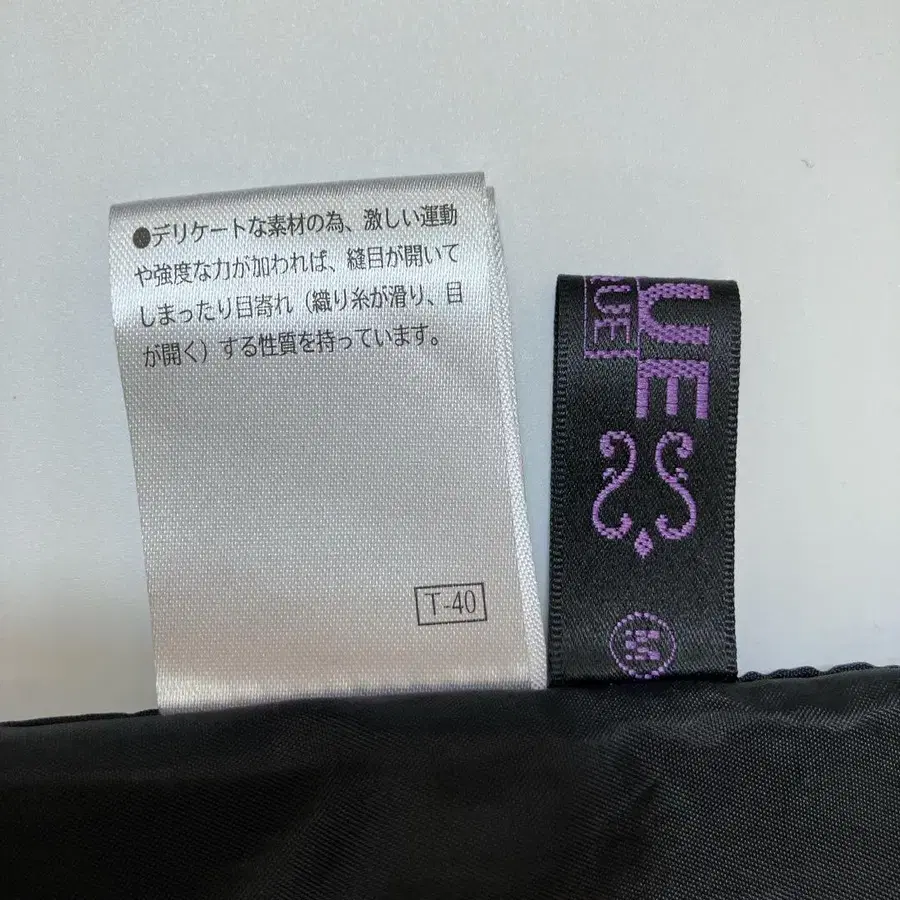 ●デリケートな素材の為、激しい運動
や強度な力が加われば、縫目が開いて
しまったり目寄れ（織り糸が滑り、目
が開く）する性質を持っています。
T-40
UE
QUE
M